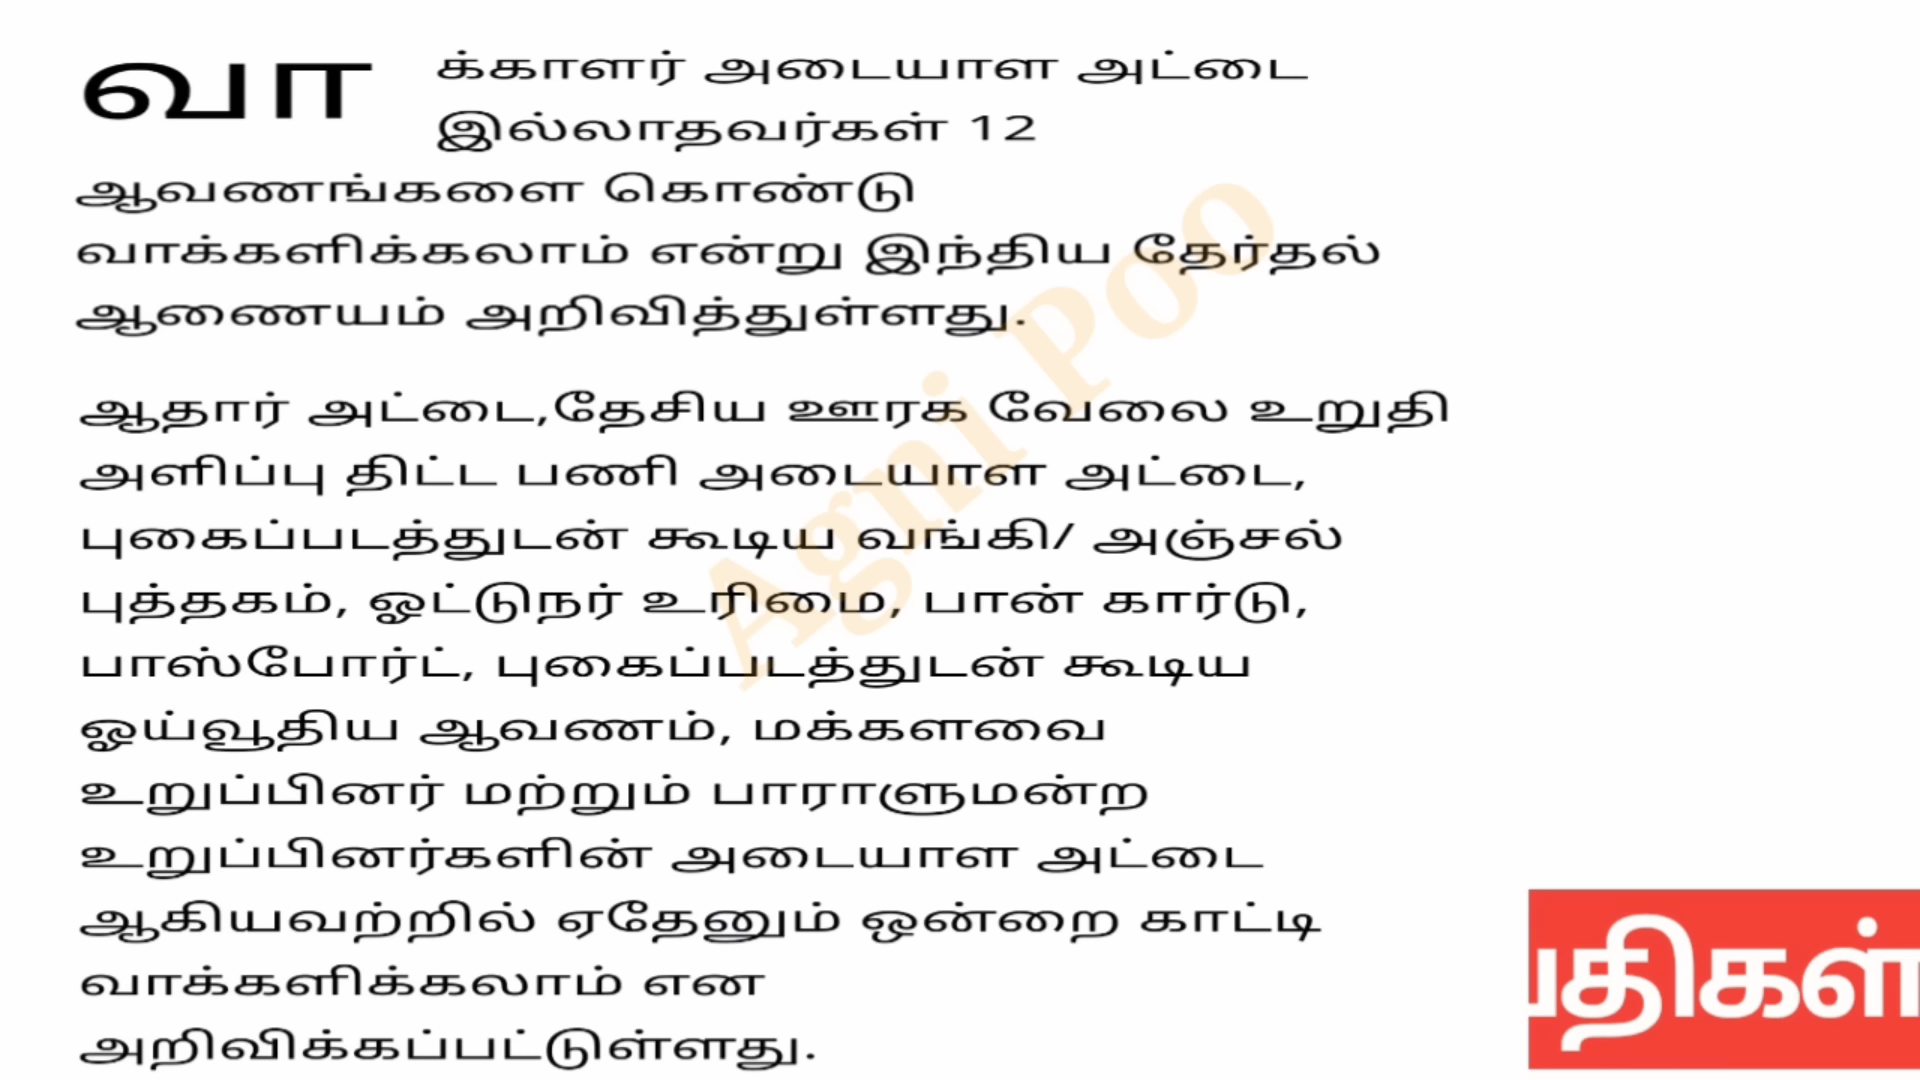 வாக்காளர் அடையாள அட்டை
இல்லாதவர்கள் 12
ஆவணங்களை கொண்டு
வாக்களிக்கலாம் என்று இந்திய தேர்தல்
ஆணையம் அறிவித்துள்ளது.
ஆதார் அட்டை,தேசிய ஊரக வேலை உறுதி
அளிப்பு திட்ட பணி அடையாள அட்டை,
புகைப்படத்துடன் கூடிய வங்கி/ அஞ்சல்
புத்தகம், ஓட்டுநர் உரிமை, பான் கார்டு,
பாஸ்போர்ட், புகைப்படத்துடன் கூடிய
ஓய்வூதிய ஆவணம், மக்களவை
உறுப்பினர் மற்றும் பாராளுமன்ற
உறுப்பினர்களின் அடையாள அட்டை
ஆகியவற்றில் ஏதேனும் ஒன்றை காட்டி
வாக்களிக்கலாம் என
அறிவிக்கப்பட்டுள்ளது.
Agni Poo